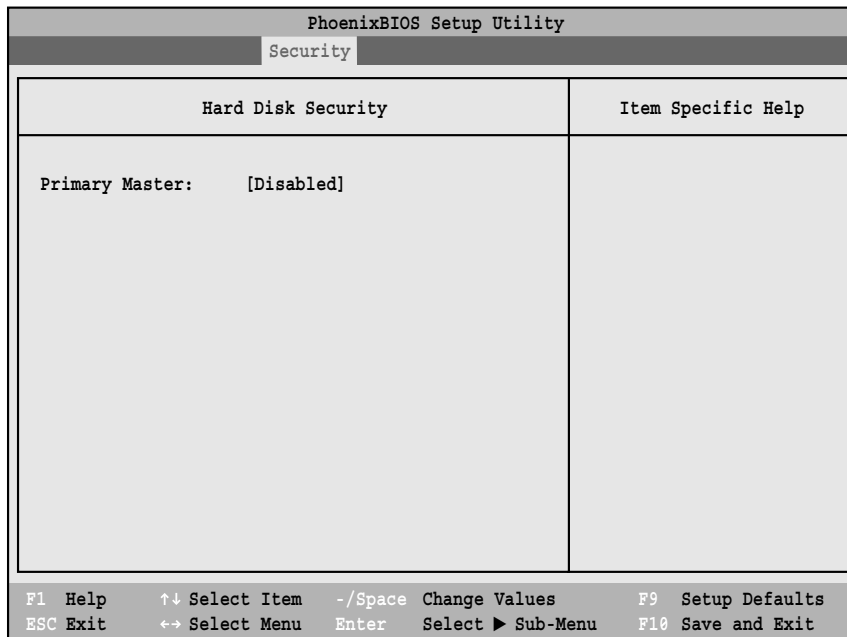 PhoenixBIOS Setup Utility
Security
Hard Disk Security
Item Specific Help
Primary Master: [Disabled]
F1 Help ↑↓ Select Item -/Space Change Values F9 Setup Defaults
ESC Exit ←→ Select Menu Enter Select ▶ Sub-Menu F10 Save and Exit